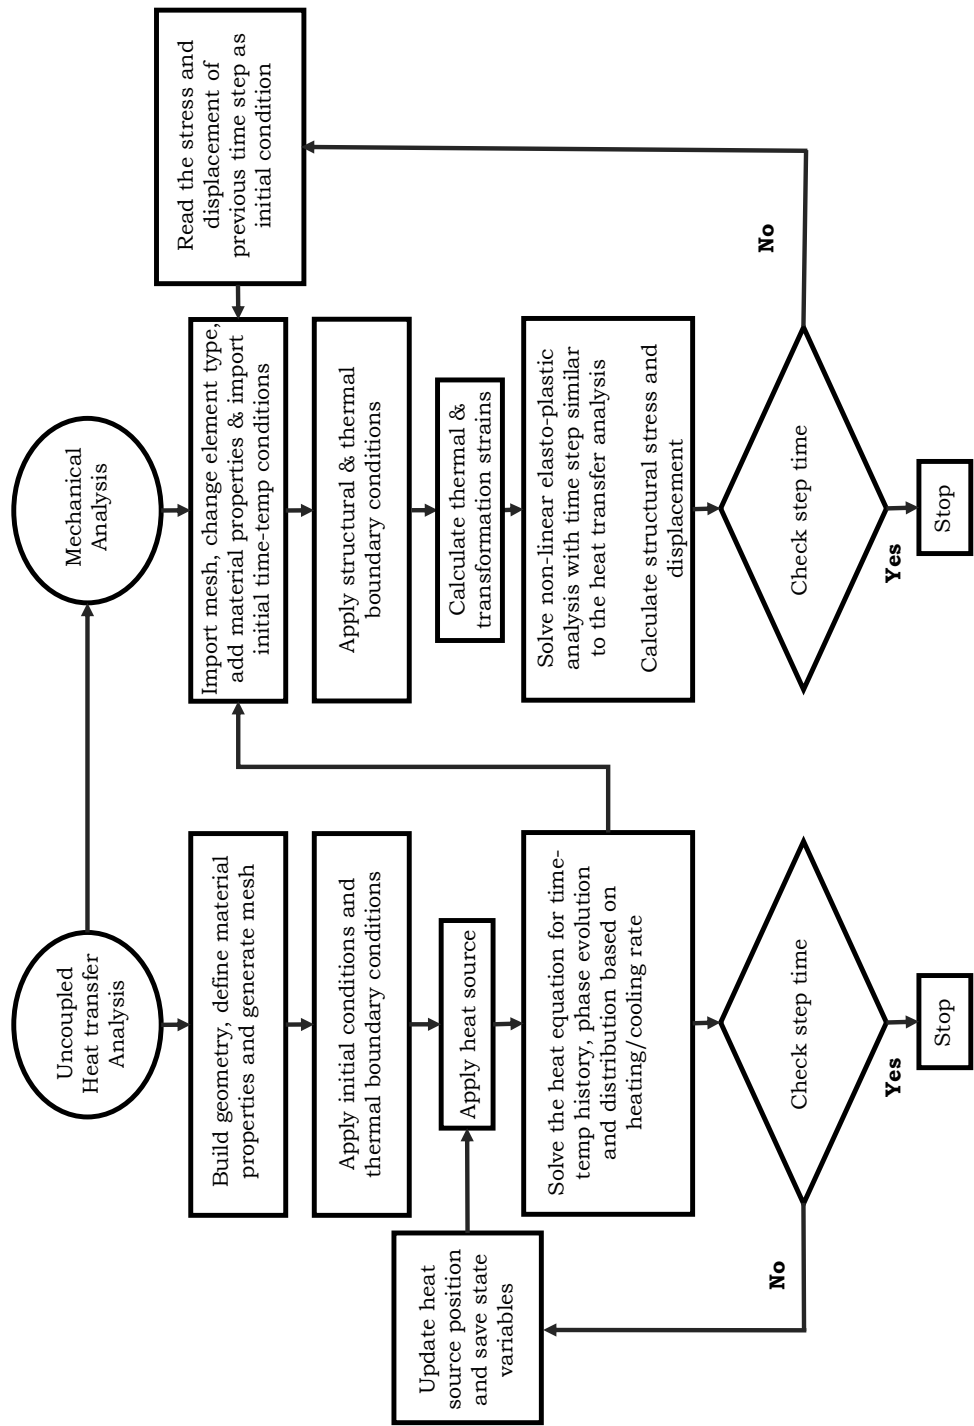 Uncoupled
Heat transfer
Analysis
Build geometry, define material
properties and generate mesh
Apply initial conditions and
thermal boundary conditions
Apply heat source
Update heat
source position
and save state
variables
Solve the heat equation for time-
temp history, phase evolution
and distribution based on
heating/cooling rate
Check step time
No
Yes
Stop
Mechanical
Analysis
Read the stress and
displacement of
previous time step as
initial condition
Import mesh, change element type,
add material properties & import
initial time-temp conditions
Apply structural & thermal
boundary conditions
Calculate thermal &
transformation strains
Solve non-linear elasto-plastic
analysis with time step similar
to the heat transfer analysis
Calculate structural stress and
displacement
Check step time
No
Yes
Stop